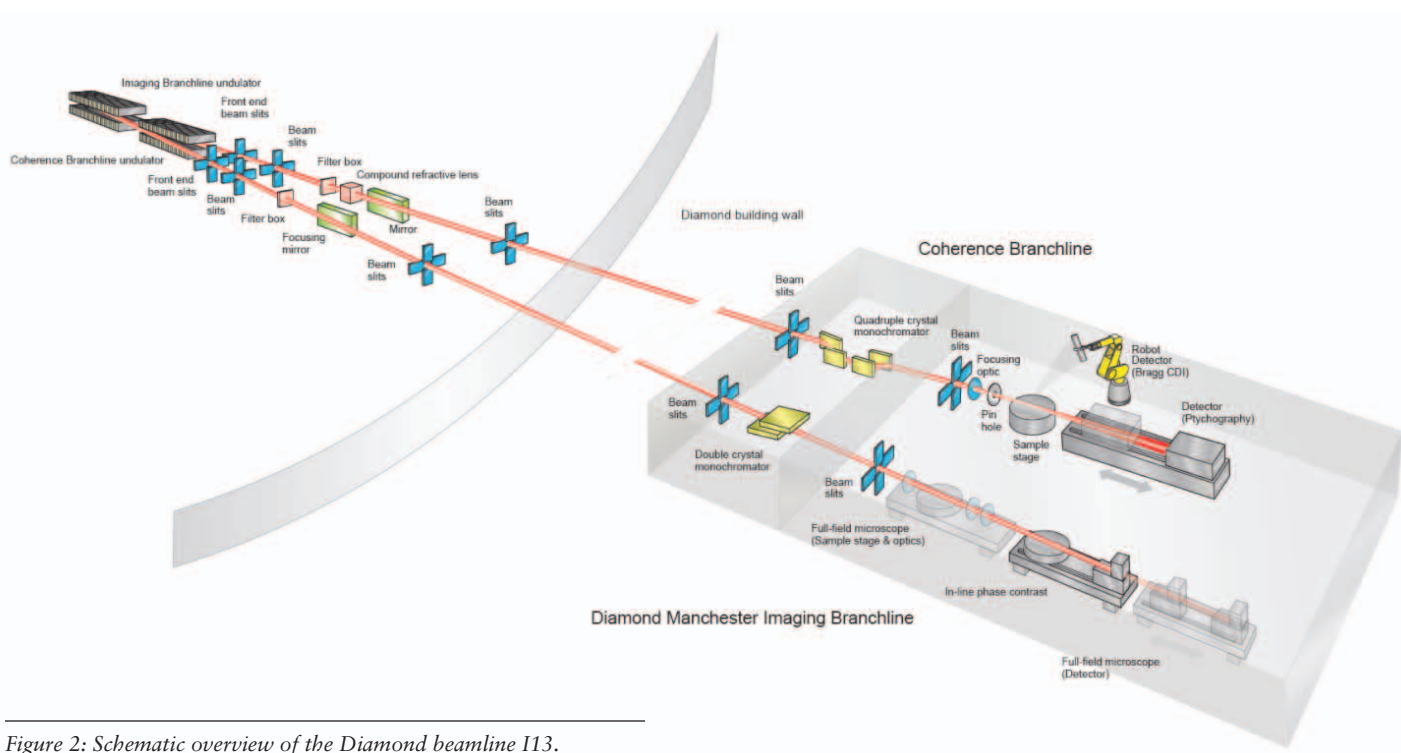 Imaging Branchline undulator
Front end
beam slits
Beam
slits
Coherence Branchline undulator
Filter box
Compound refractive lens
Front end
beam slits
Beam
slits
Filter box
Mirror
Focusing
mirror
Beam
slits
Beam
slits
Diamond building wall
Coherence Branchline
Beam
slits
Quadruple crystal
monochromator
Beam
slits
Focusing
optic
Robot
Detector
(Bragg CDI)
Pin
hole
Detector
(Ptychography)
Sample
stage
Beam
slits
Double crystal
monochromator
Beam
slits
Full-field microscope
(Sample stage & optics)
In-line phase contrast
Diamond Manchester Imaging Branchline
Full-field microscope
(Detector)
Figure 2: Schematic overview of the Diamond beamline I13.